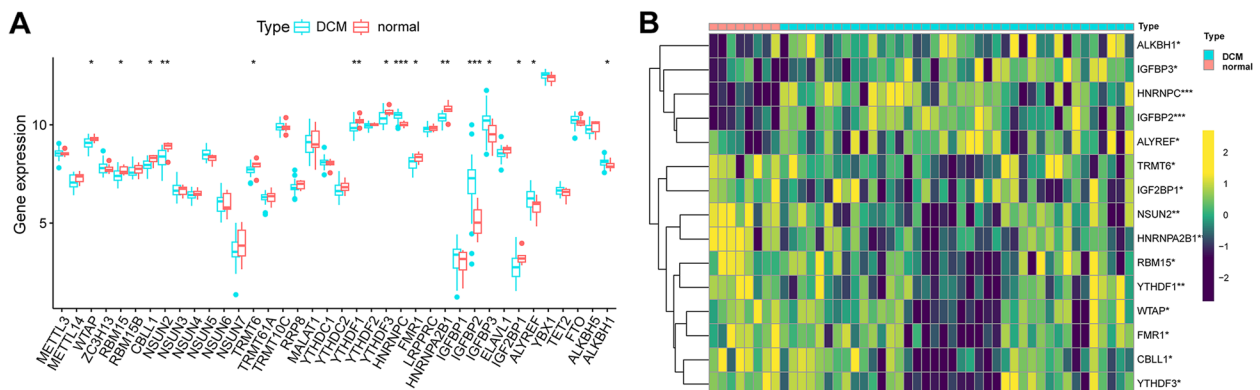 A
Type DCM normal
* * * ** * ** * *** * ** *** * * * *
Gene expression
10
5
METTL3
METTL14
WTAP
ZC3H13
RBM15
RBM15B
CBLL1
NSUN2
NSUN3
NSUN4
NSUN5
NSUN6
NSUN7
TRMT6
TRMT61A
TRMT10C
RRP8
MALAT1
YTHDC1
YTHDC2
YTHDF1
YTHDF2
YTHDF3
HNRNPC
FMR1
LRPPRC
HNRNPA2B1
IGFBP1
IGFBP2
IGFBP3
ELAVL1
IGF2BP1
ALYREF
YBX1
TET2
FTO
ALKBH5
ALKBH1
B
Type
ALKBH1*
IGFBP3*
HNRNPC***
IGFBP2***
ALYREF*
TRMT6*
IGF2BP1*
NSUN2**
HNRNPA2B1*
RBM15*
YTHDF1**
WTAP*
FMR1*
CBLL1*
YTHDF3*
Type
DCM
normal
2
1
0
−1
−2